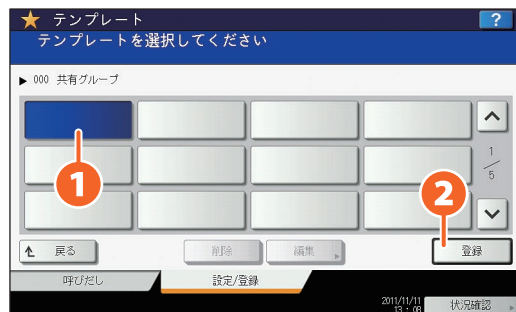 テンプレート
?
テンプレートを選択してください
000 共有グループ
1
1
5
2
戻る
削除
編集
登録
呼びだし
設定/登録
2011/11/11
13:08
状況確認